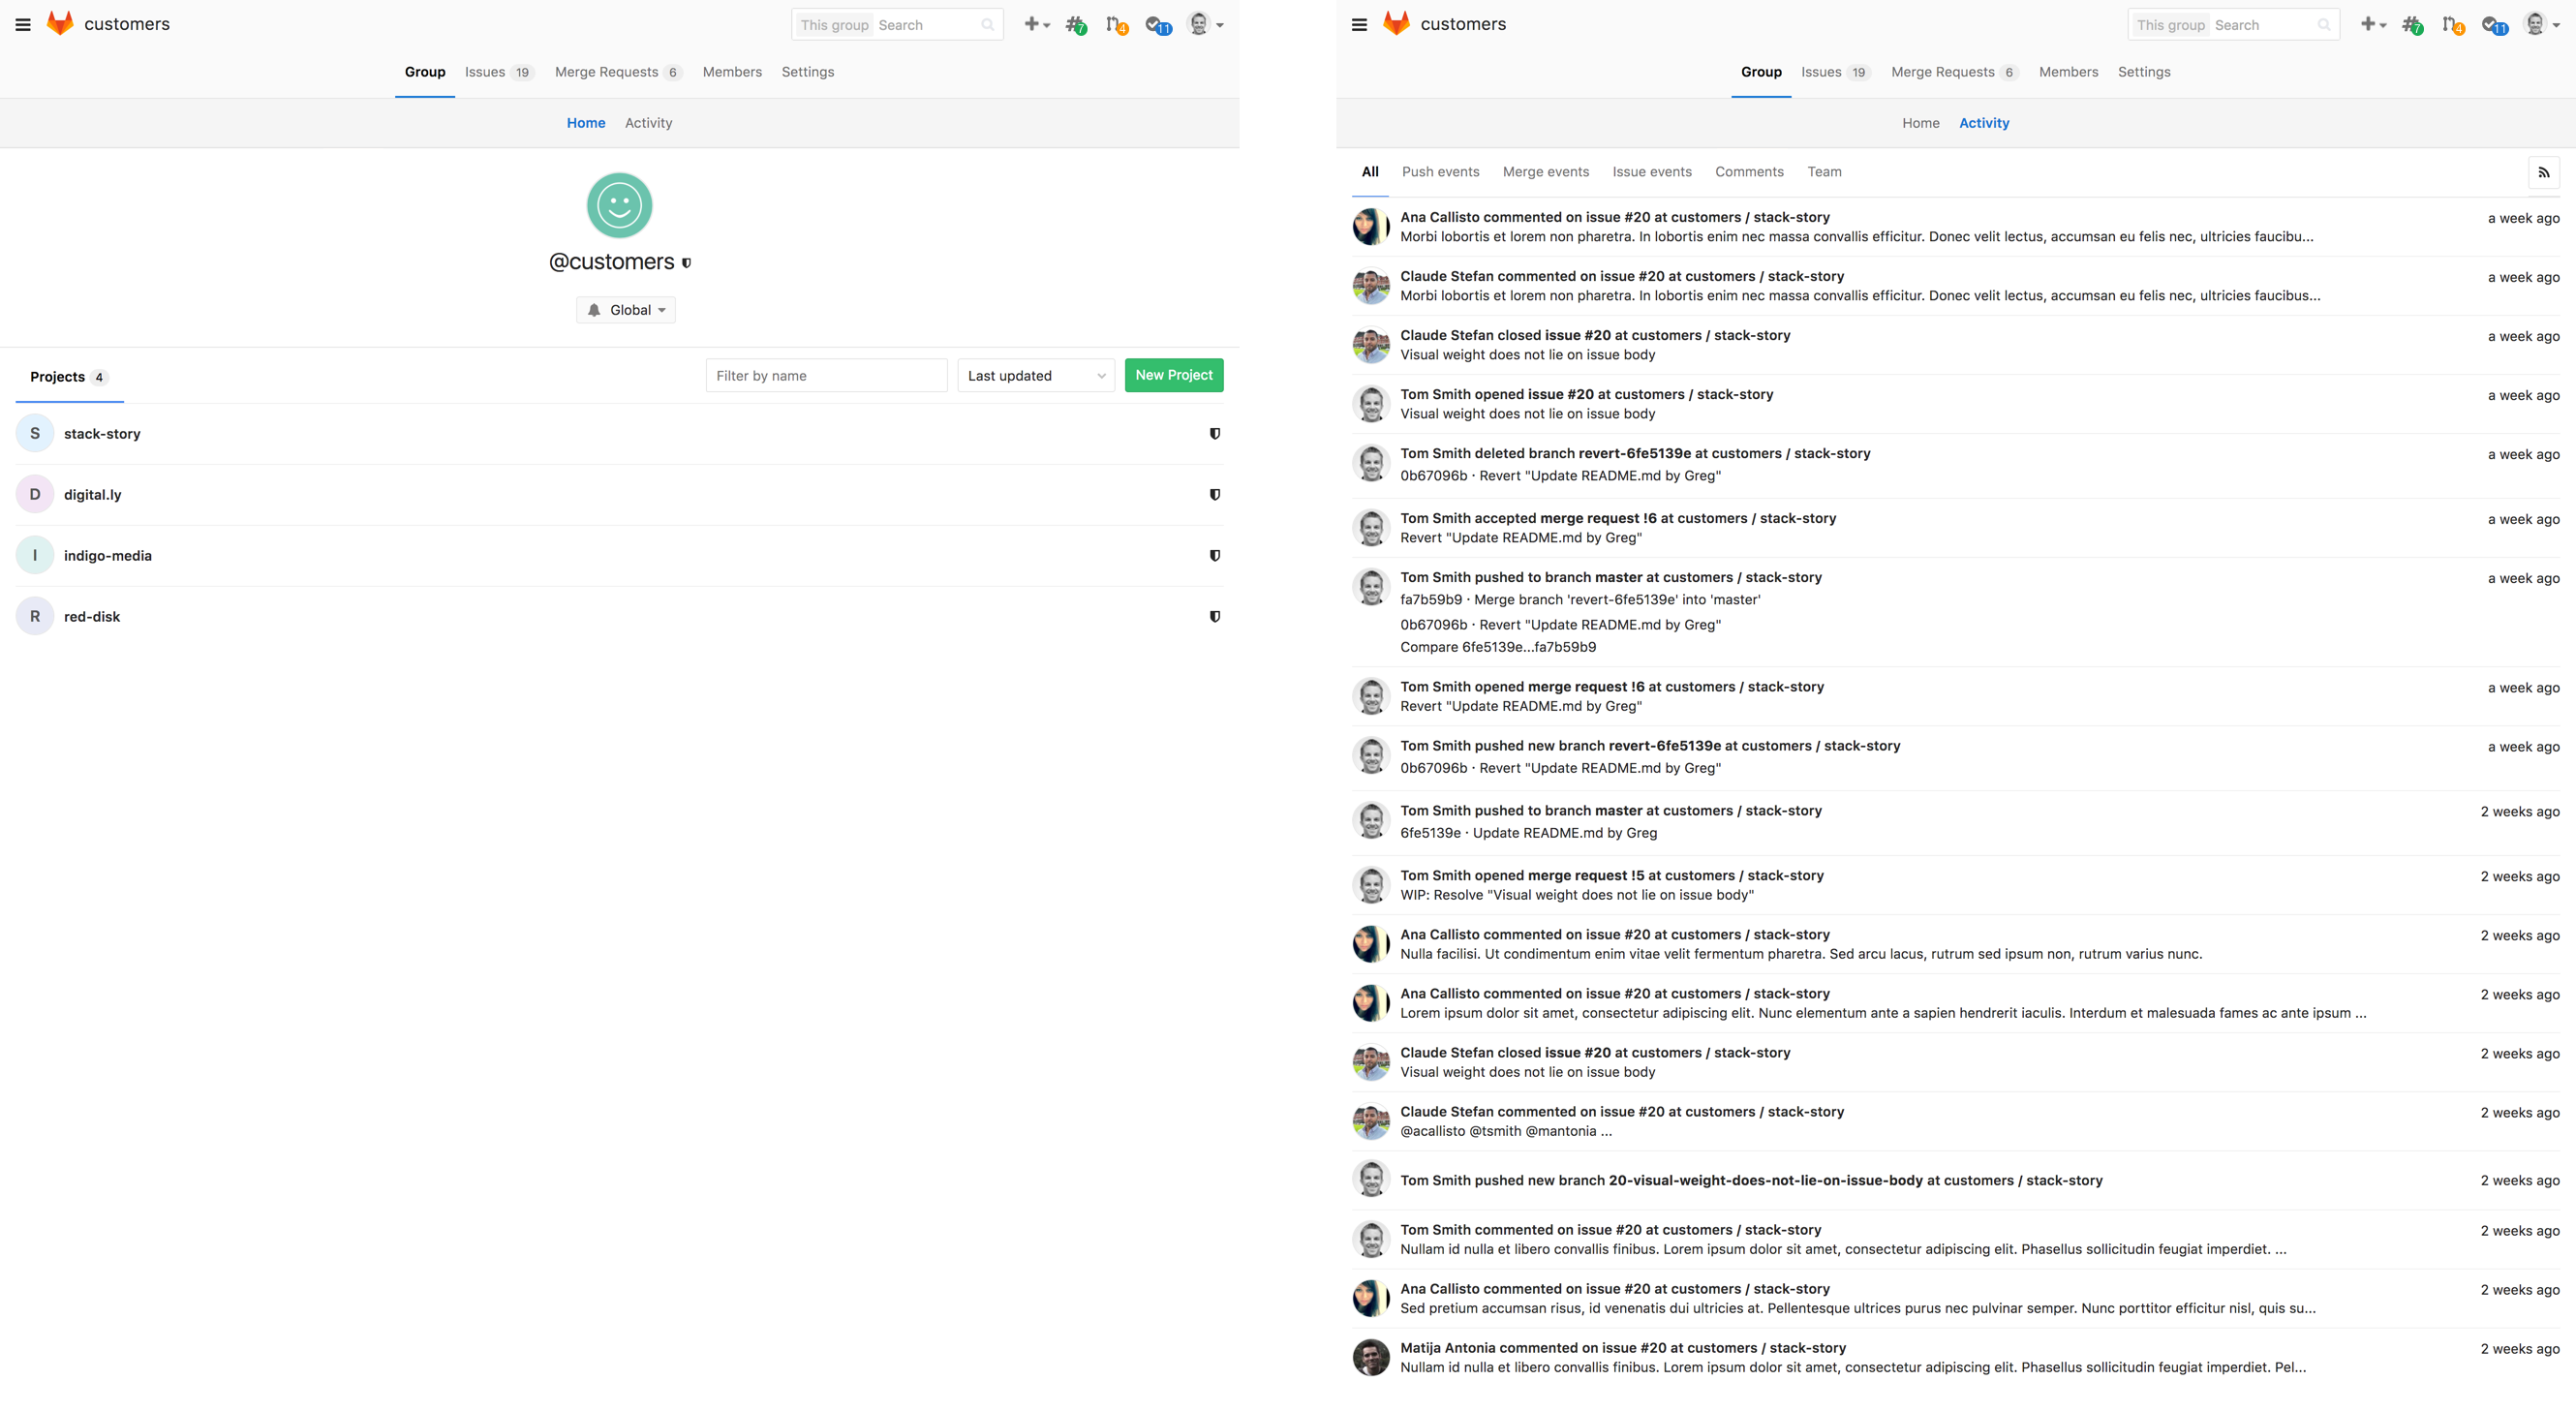 customers
This group Search
7
4
11
Group Issues 19 Merge Requests 6 Members Settings
Home Activity
@customers
Global
Projects 4
Filter by name
Last updated
New Project
S stack-story
D digital.ly
I indigo-media
R red-disk
customers
This group Search
7
4
11
Group Issues 19 Merge Requests 6 Members Settings
Home Activity
All Push events Merge events Issue events Comments Team
Ana Callisto commented on issue #20 at customers / stack-story a week ago
Morbi lobortis et lorem non pharetra. In lobortis enim nec massa convallis efficitur. Donec velit lectus, accumsan eu felis nec, ultricies faucibu...
Claude Stefan commented on issue #20 at customers / stack-story a week ago
Morbi lobortis et lorem non pharetra. In lobortis enim nec massa convallis efficitur. Donec velit lectus, accumsan eu felis nec, ultricies faucibus...
Claude Stefan closed issue #20 at customers / stack-story a week ago
Visual weight does not lie on issue body
Tom Smith opened issue #20 at customers / stack-story a week ago
Visual weight does not lie on issue body
Tom Smith deleted branch revert-6fe5139e at customers / stack-story a week ago
0b67096b · Revert "Update README.md by Greg"
Tom Smith accepted merge request !6 at customers / stack-story a week ago
Revert "Update README.md by Greg"
Tom Smith pushed to branch master at customers / stack-story a week ago
fa7b59b9 · Merge branch 'revert-6fe5139e' into 'master'
0b67096b · Revert "Update README.md by Greg"
Compare 6fe5139e...fa7b59b9
Tom Smith opened merge request !6 at customers / stack-story a week ago
Revert "Update README.md by Greg"
Tom Smith pushed new branch revert-6fe5139e at customers / stack-story a week ago
0b67096b · Revert "Update README.md by Greg"
Tom Smith pushed to branch master at customers / stack-story 2 weeks ago
6fe5139e · Update README.md by Greg
Tom Smith opened merge request !5 at customers / stack-story 2 weeks ago
WIP: Resolve "Visual weight does not lie on issue body"
Ana Callisto commented on issue #20 at customers / stack-story 2 weeks ago
Nulla facilisi. Ut condimentum enim vitae velit fermentum pharetra. Sed arcu lacus, rutrum sed ipsum non, rutrum varius nunc.
Ana Callisto commented on issue #20 at customers / stack-story 2 weeks ago
Lorem ipsum dolor sit amet, consectetur adipiscing elit. Nunc elementum ante a sapien hendrerit iaculis. Interdum et malesuada fames ac ante ipsum ...
Claude Stefan closed issue #20 at customers / stack-story 2 weeks ago
Visual weight does not lie on issue body
Claude Stefan commented on issue #20 at customers / stack-story 2 weeks ago
@acallisto @tsmith @mantonia ...
Tom Smith pushed new branch 20-visual-weight-does-not-lie-on-issue-body at customers / stack-story 2 weeks ago
Tom Smith commented on issue #20 at customers / stack-story 2 weeks ago
Nullam id nulla et libero convallis finibus. Lorem ipsum dolor sit amet, consectetur adipiscing elit. Phasellus sollicitudin feugiat imperdiet. ...
Ana Callisto commented on issue #20 at customers / stack-story 2 weeks ago
Sed pretium accumsan risus, id venenatis dui ultricies at. Pellentesque ultrices purus nec pulvinar semper. Nunc porttitor efficitur nisl, quis su...
Matija Antonia commented on issue #20 at customers / stack-story 2 weeks ago
Nullam id nulla et libero convallis finibus. Lorem ipsum dolor sit amet, consectetur adipiscing elit. Phasellus sollicitudin feugiat imperdiet. Pel...